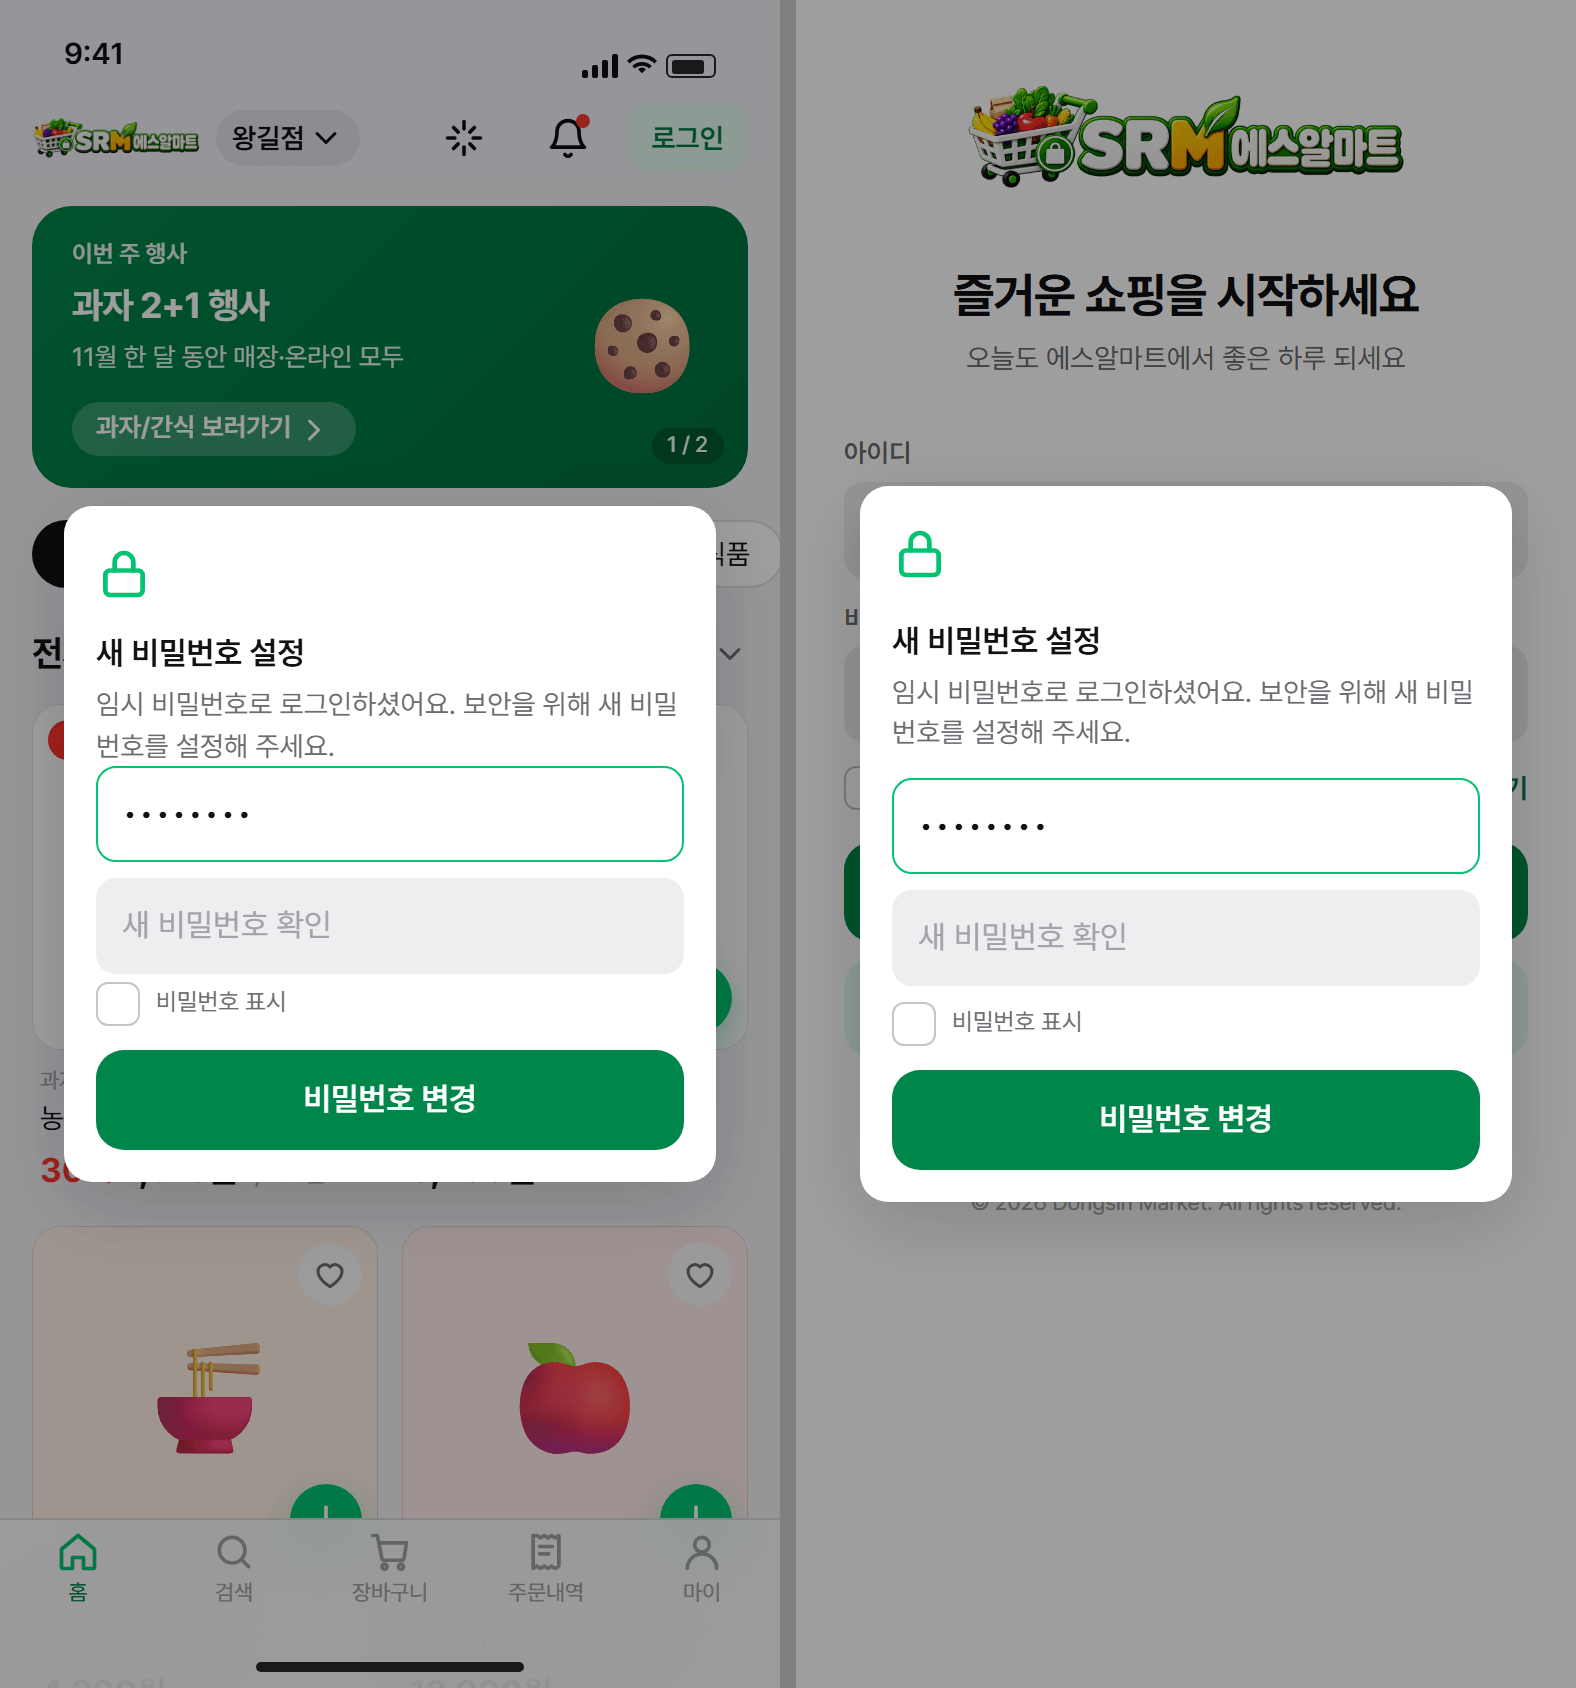 9:41
SRM 에스알마트
왕길점
로그인
이번 주 행사
과자 2+1 행사
11월 한 달 동안 매장·온라인 모두
과자/간식 보러가기
1 / 2
새 비밀번호 설정
임시 비밀번호로 로그인하셨어요. 보안을 위해 새 비밀
번호를 설정해 주세요.
새 비밀번호 확인
비밀번호 표시
비밀번호 변경
홈
검색
장바구니
주문내역
마이
SRM 에스알마트
즐거운 쇼핑을 시작하세요
오늘도 에스알마트에서 좋은 하루 되세요
아이디
새 비밀번호 설정
임시 비밀번호로 로그인하셨어요. 보안을 위해 새 비밀
번호를 설정해 주세요.
새 비밀번호 확인
비밀번호 표시
비밀번호 변경
© 2026 Dongsin Market. All rights reserved.